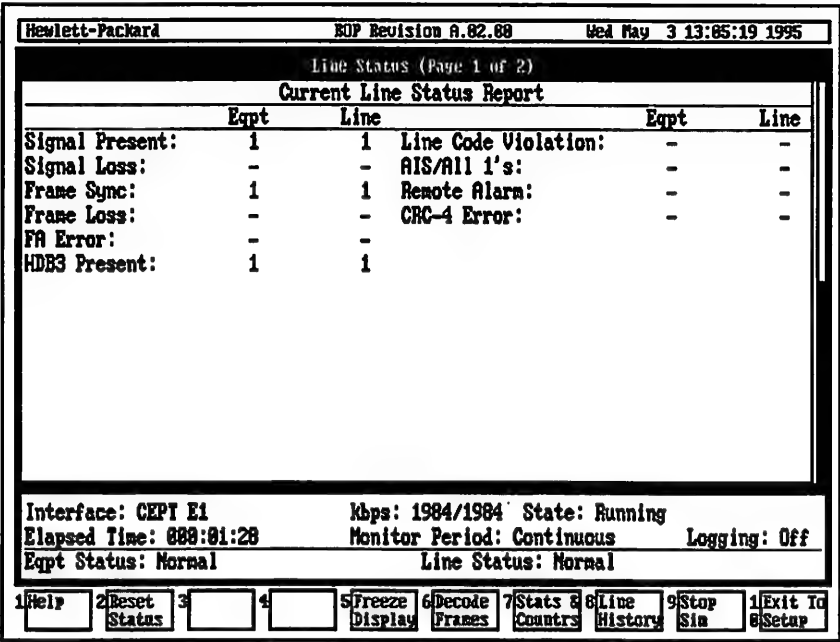 Hewlett-Packard BOP Revision A.02.00 Wed May 3 13:05:19 1995
Line Status (Page 1 of 2)
Current Line Status Report
Eqpt Line Eqpt Line
Signal Present: 1 1 Line Code Violation: - -
Signal Loss: - - AIS/All 1's: - -
Frame Sync: 1 1 Remote Alarm: - -
Frame Loss: - - CRC-4 Error: - -
FA Error: - -
HDB3 Present: 1 1
Interface: CEPT E1 kbps: 1984/1984 State: Running
Elapsed Time: 000:01:20 Monitor Period: Continuous Logging: Off
Eqpt Status: Normal Line Status: Normal
1 Help 2 Reset 3 4 5 Freeze 6 Decode 7 Stats & 8 Line 9 Stop 1 Exit To
Status Display Frames Countrs History Sim 0 Setup